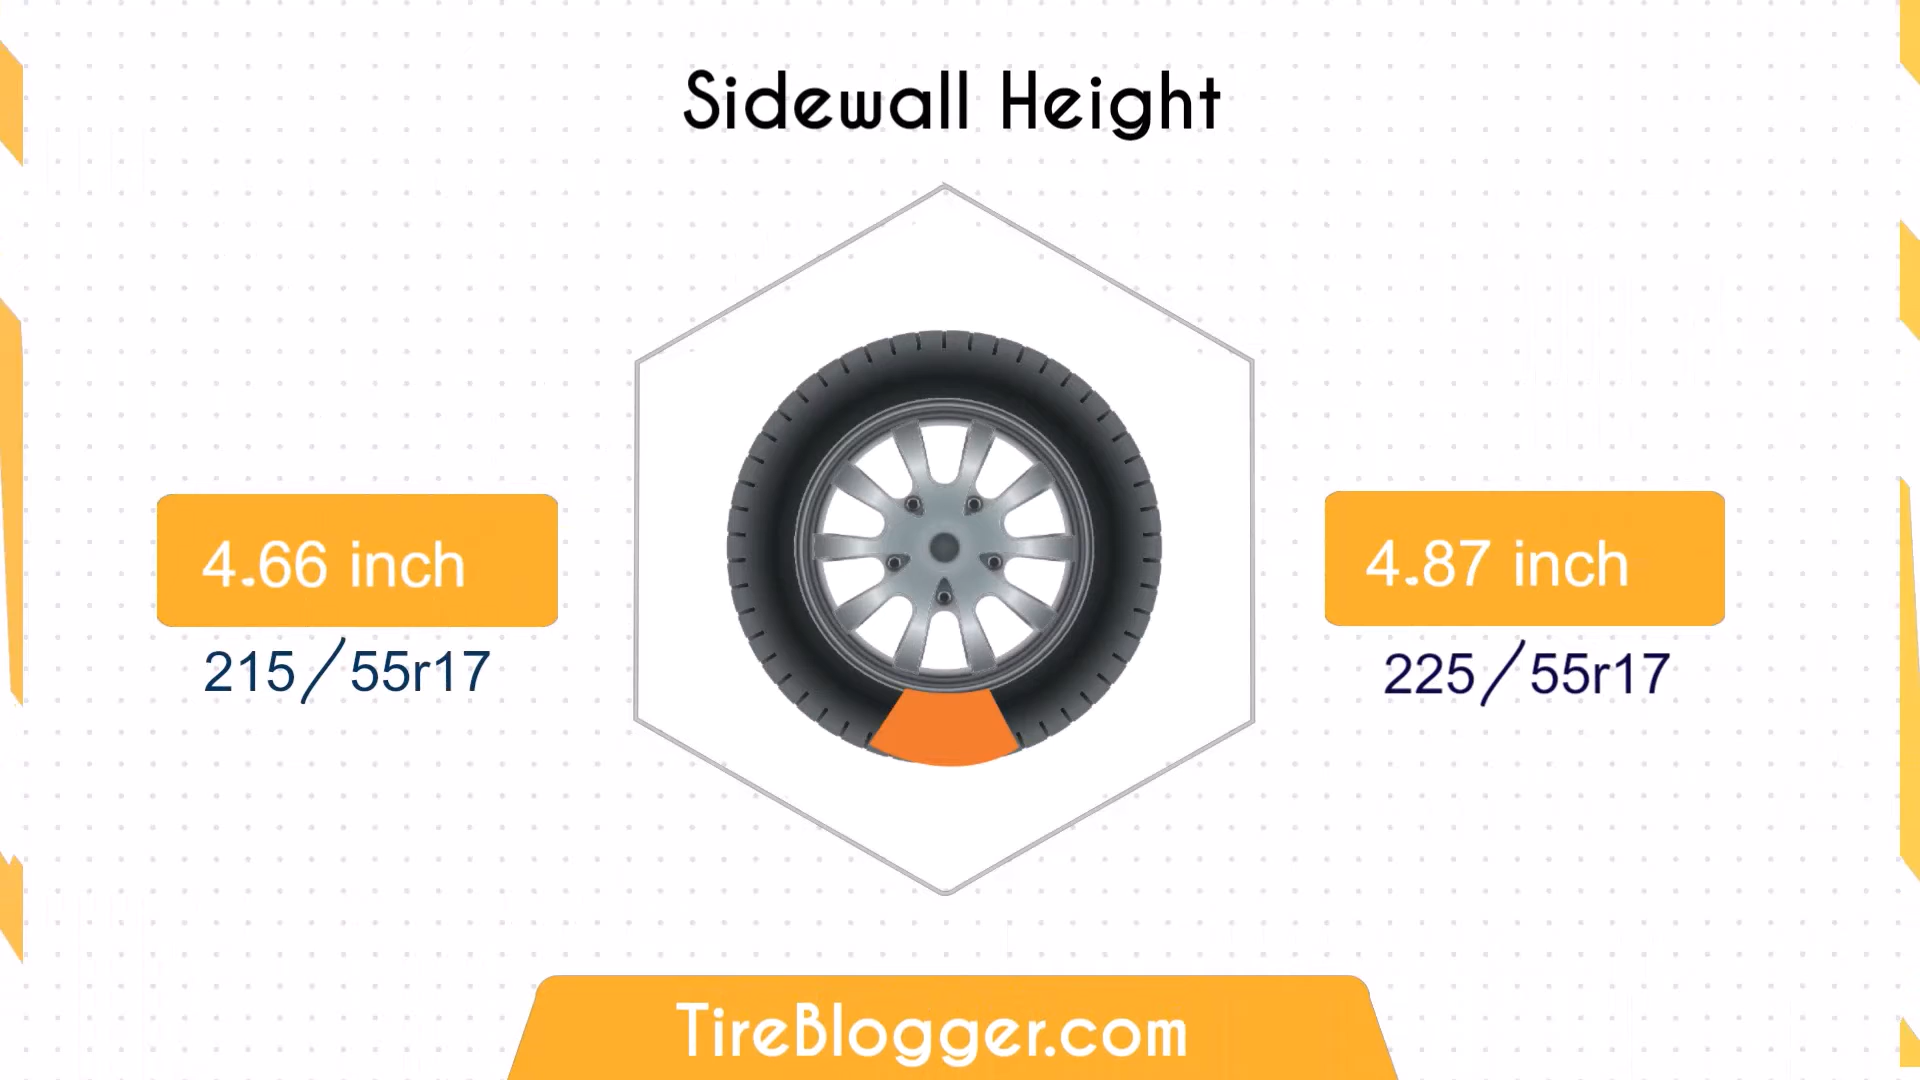 Sidewall Height
4.66 inch
215/55r17
4.87 inch
225/55r17
TireBlogger.com